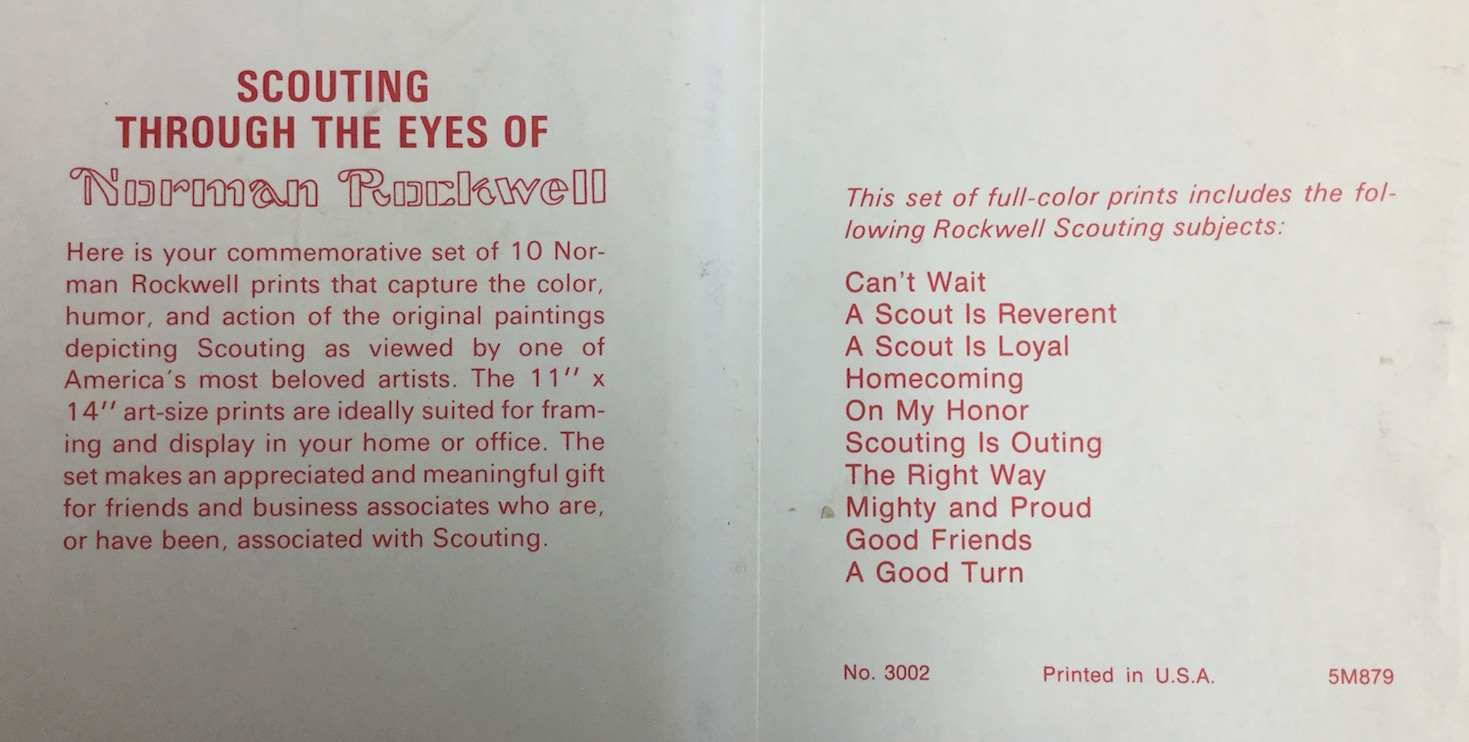 SCOUTING
THROUGH THE EYES OF
Norman Rockwell
Here is your commemorative set of 10 Nor-
man Rockwell prints that capture the color,
humor, and action of the original paintings
depicting Scouting as viewed by one of
America's most beloved artists. The 11" x
14" art-size prints are ideally suited for fram-
ing and display in your home or office. The
set makes an appreciated and meaningful gift
for friends and business associates who are,
or have been, associated with Scouting.
This set of full-color prints includes the fol-
lowing Rockwell Scouting subjects:
Can't Wait
A Scout Is Reverent
A Scout Is Loyal
Homecoming
On My Honor
Scouting Is Outing
The Right Way
Mighty and Proud
Good Friends
A Good Turn
No. 3002 Printed in U.S.A. 5M879